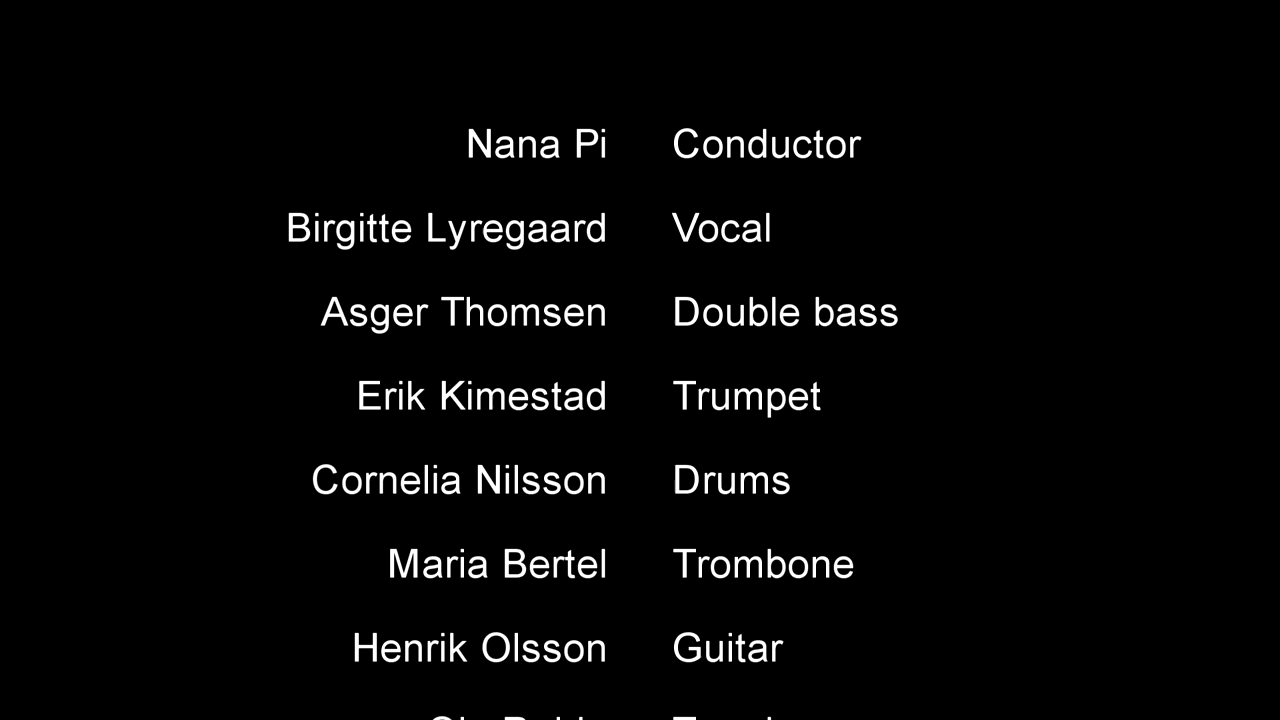 Nana Pi Conductor
Birgitte Lyregaard Vocal
Asger Thomsen Double bass
Erik Kimestad Trumpet
Cornelia Nilsson Drums
Maria Bertel Trombone
Henrik Olsson Guitar